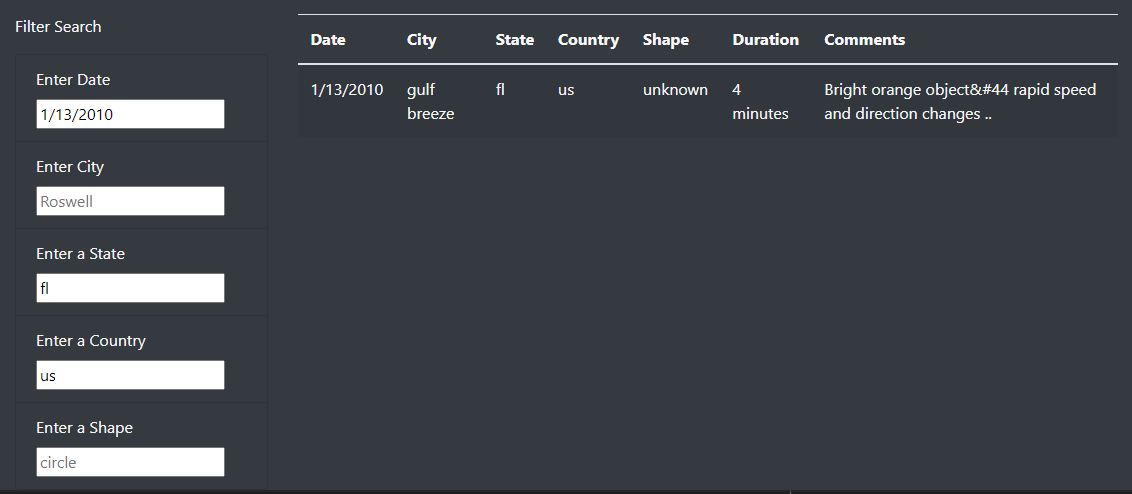 Filter Search
Enter Date
1/13/2010
Enter City
Roswell
Enter a State
fl
Enter a Country
us
Enter a Shape
circle
Date City State Country Shape Duration Comments
1/13/2010 gulf fl us unknown 4 Bright orange object&#44 rapid speed
breeze minutes and direction changes ..